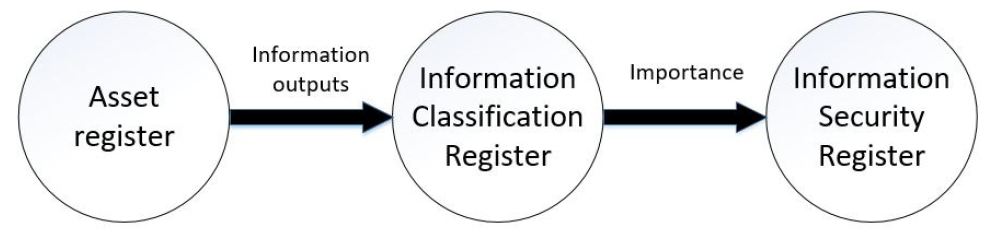 Asset
register
Information
outputs
Information
Classification
Register
Importance
Information
Security
Register